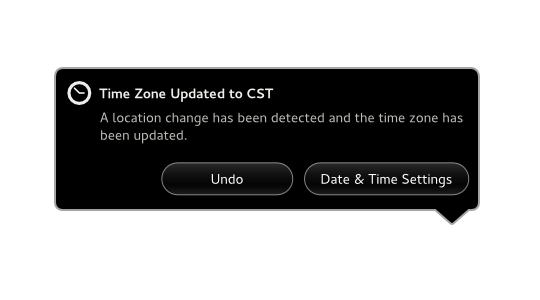 Time Zone Updated to CST
A location change has been detected and the time zone has
been updated.
Undo
Date & Time Settings